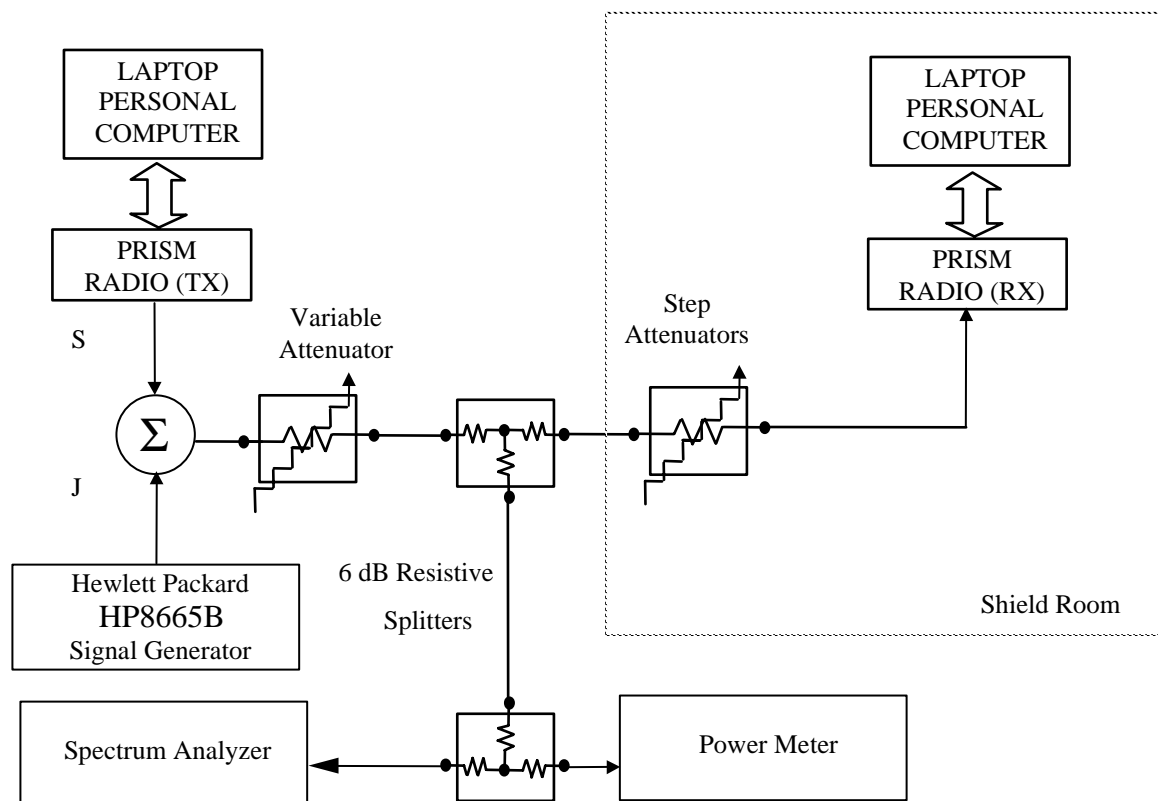 LAPTOP
PERSONAL
COMPUTER
LAPTOP
PERSONAL
COMPUTER
PRISM
RADIO (TX)
PRISM
RADIO (RX)
S
Variable
Attenuator
Step
Attenuators
Σ
J
Hewlett Packard
HP8665B
Signal Generator
6 dB Resistive
Splitters
Shield Room
Spectrum Analyzer
Power Meter